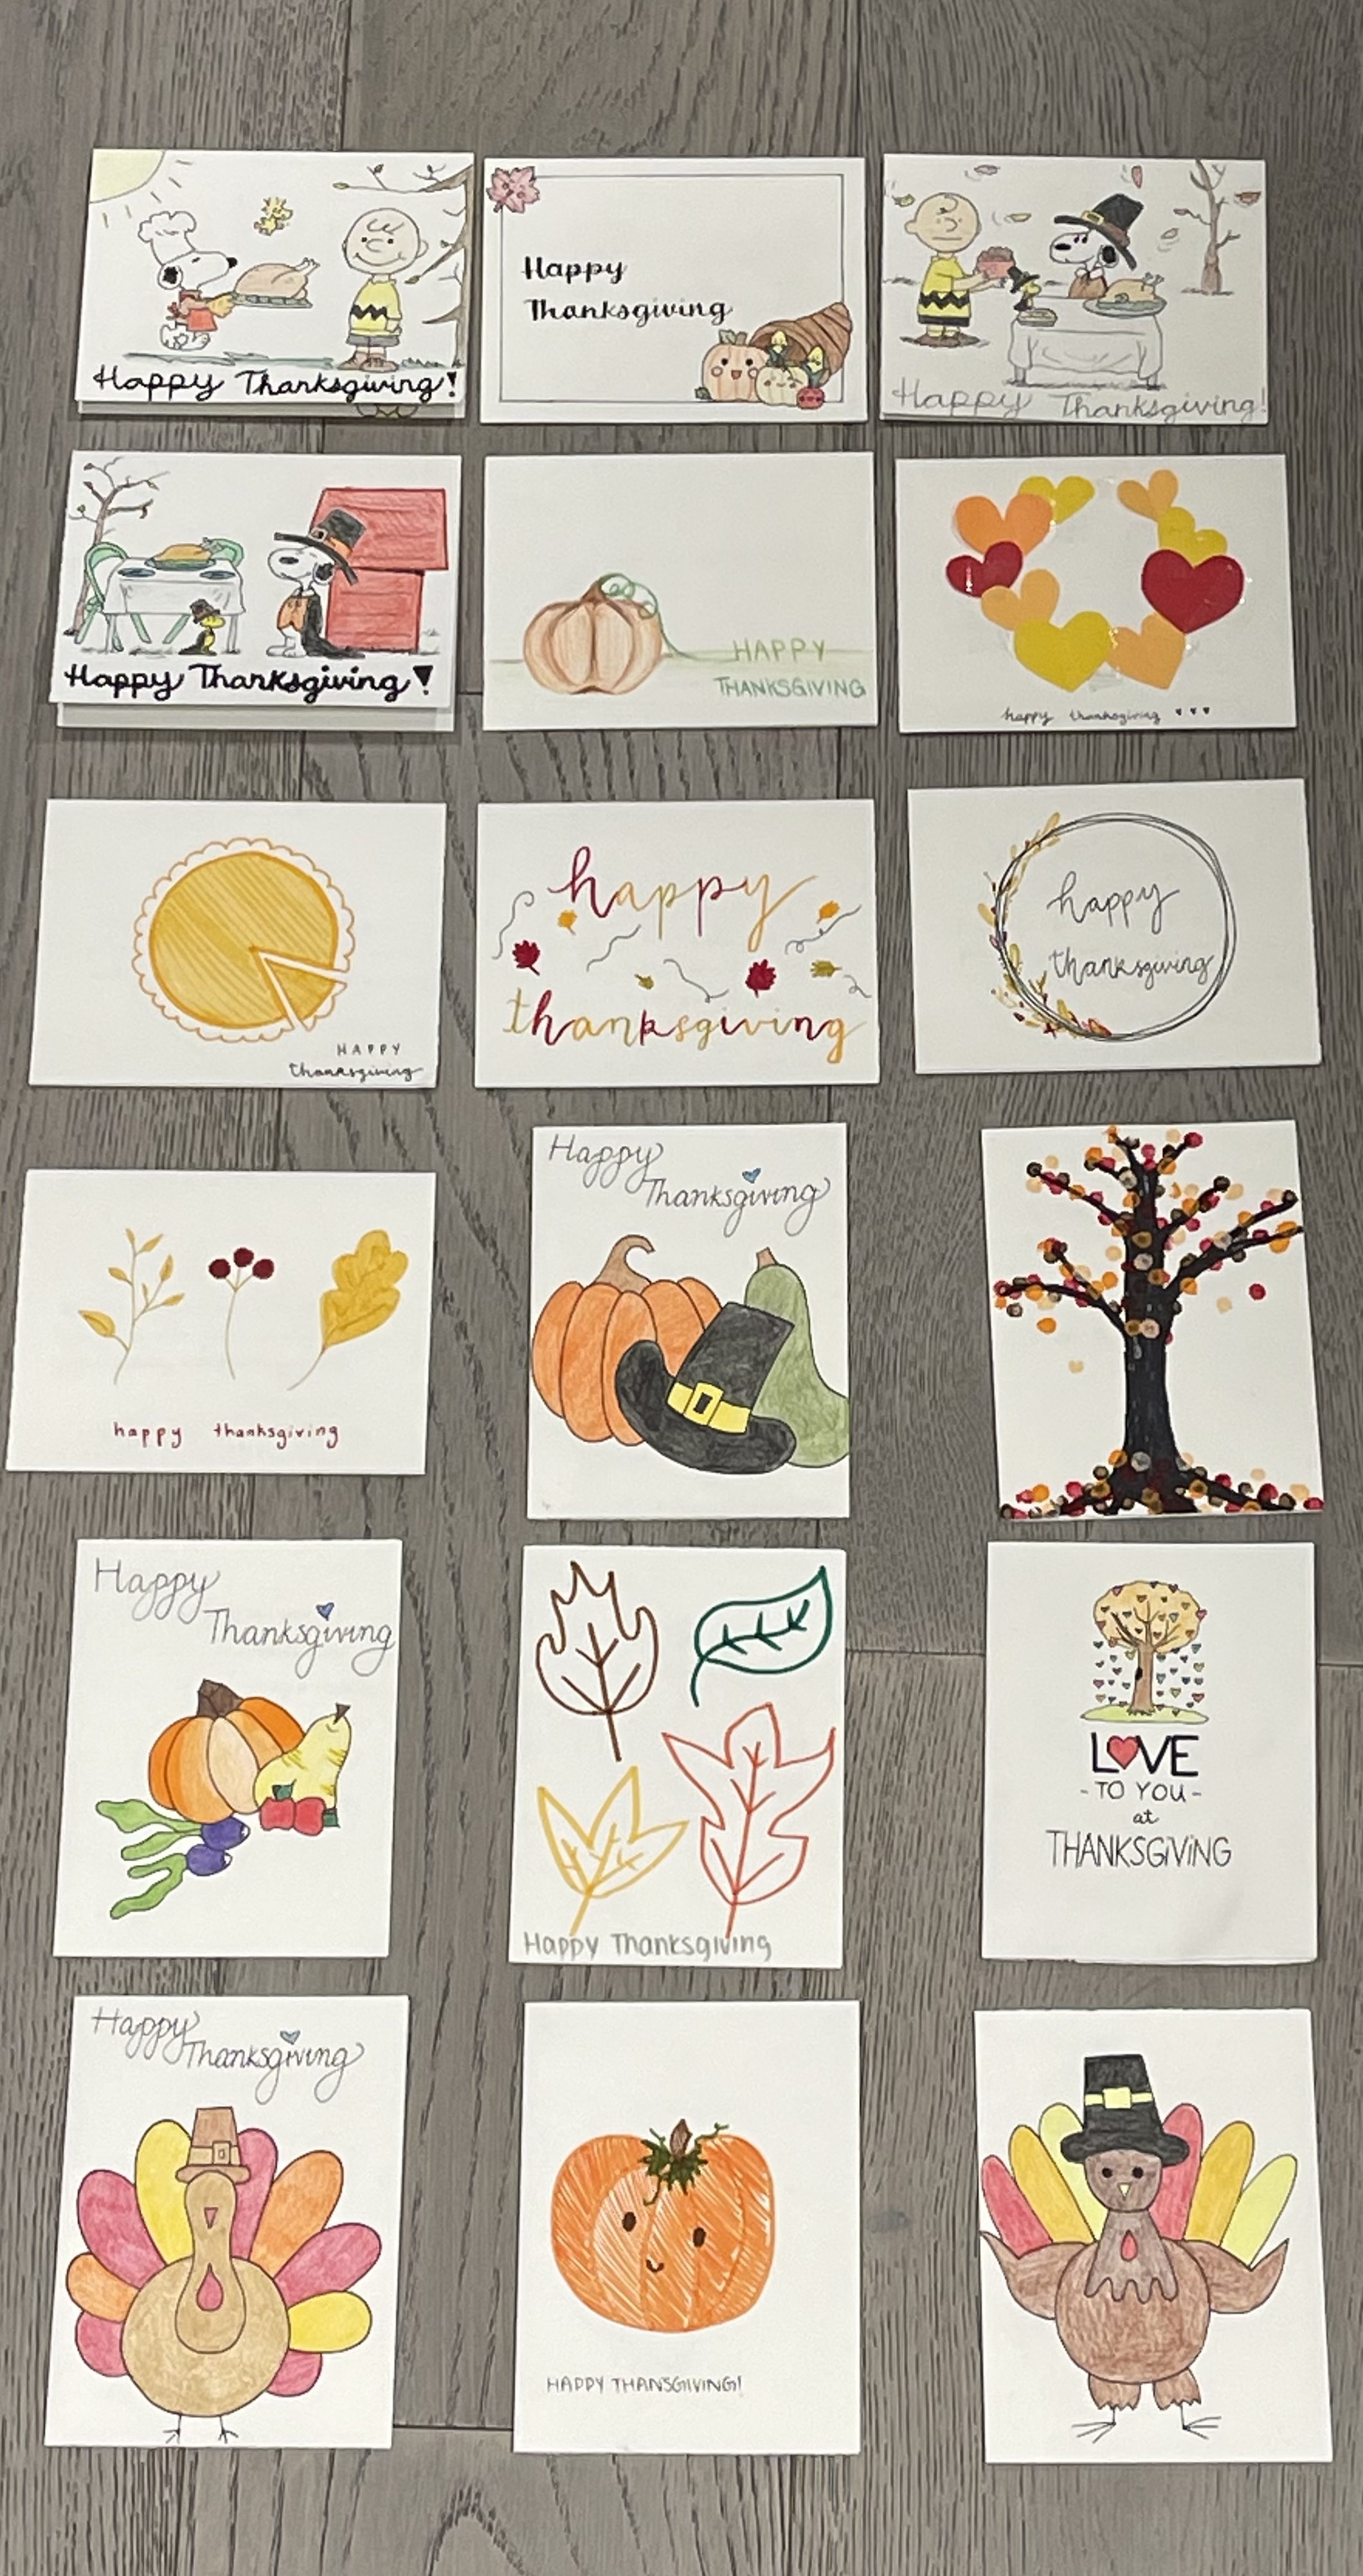 Happy Thanksgiving!
Happy
Thanksgiving
Happy Thanksgiving!
Happy Thanksgiving!
HAPPY
THANKSGIVING
happy thanksgiving
HAPPY
thanksgiving
happy
thanksgiving
happy
thanksgiving
happy thanksgiving
Happy
Thanksgiving
Happy
Thanksgiving
Happy Thanksgiving
LOVE
-TO YOU-
at
THANKSGiViNG
Happy
Thanksgiving
HAPPY THANSGIVING!